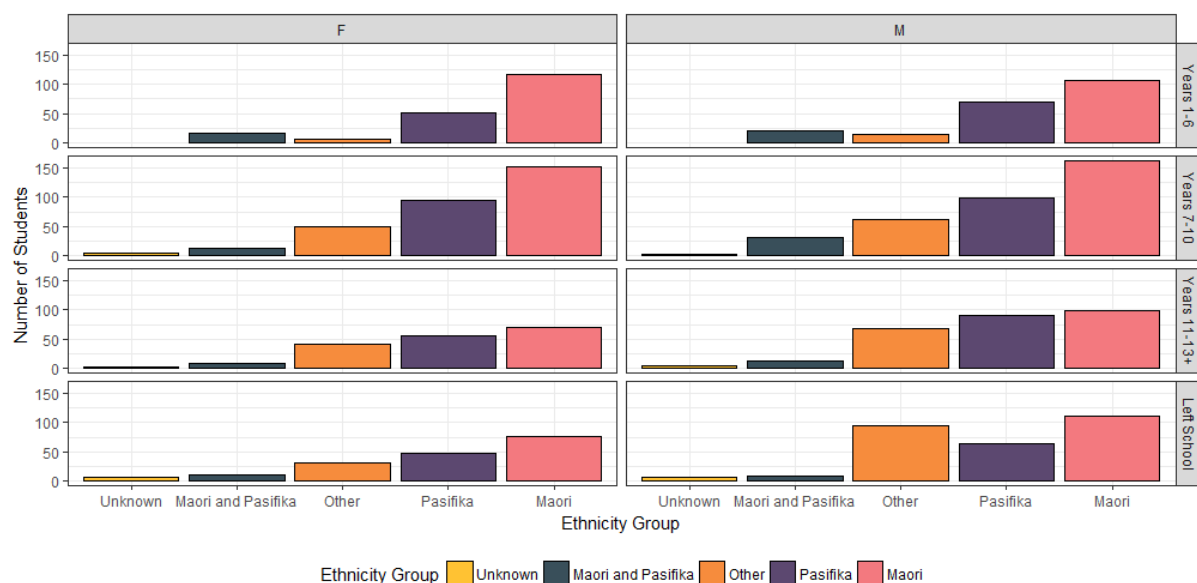 F
M
150
100
50
0
Years 1-6
150
100
50
0
Years 7-10
150
100
50
0
Years 11-13+
150
100
50
0
Left School
Number of Students
Unknown Maori and Pasifika Other Pasifika Maori
Unknown Maori and Pasifika Other Pasifika Maori
Ethnicity Group
Ethnicity Group Unknown Maori and Pasifika Other Pasifika Maori